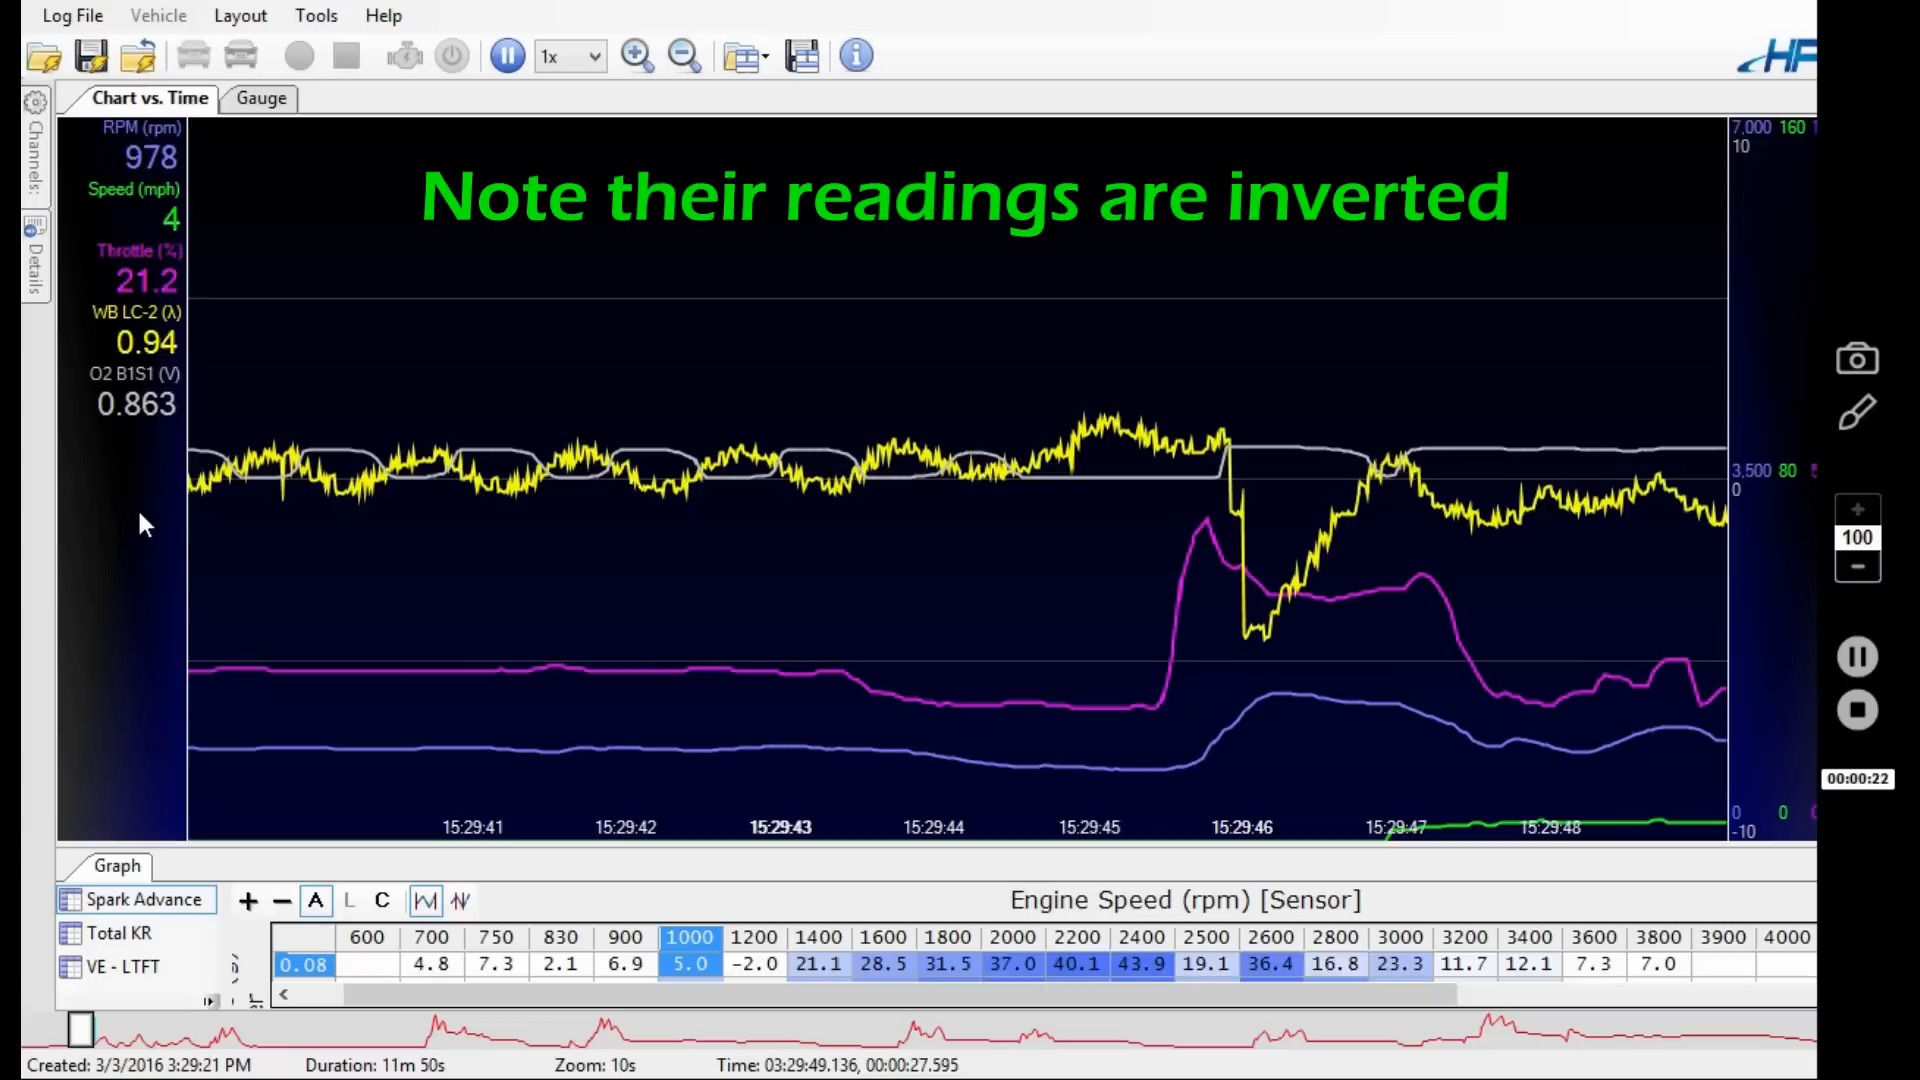 Log File Vehicle Layout Tools Help
1x
HP
Chart vs. Time Gauge
Channels:
Details
RPM (rpm)
978
Speed (mph)
4
Throttle (%)
21.2
WB LC-2 (λ)
0.94
O2 B1S1 (V)
0.863
Note their readings are inverted
7,000 160
10
3,500 80
0
0 0
-10
15:29:41 15:29:42 15:29:43 15:29:44 15:29:45 15:29:46 15:29:47 15:29:48
100
00:00:22
Graph
Spark Advance
Total KR
VE - LTFT
A L C
Engine Speed (rpm) [Sensor]
600 700 750 830 900 1000 1200 1400 1600 1800 2000 2200 2400 2500 2600 2800 3000 3200 3400 3600 3800 3900 4000
0.08 4.8 7.3 2.1 6.9 5.0 -2.0 21.1 28.5 31.5 37.0 40.1 43.9 19.1 36.4 16.8 23.3 11.7 12.1 7.3 7.0
Created: 3/3/2016 3:29:21 PM Duration: 11m 50s Zoom: 10s Time: 03:29:49.136, 00:00:27.595